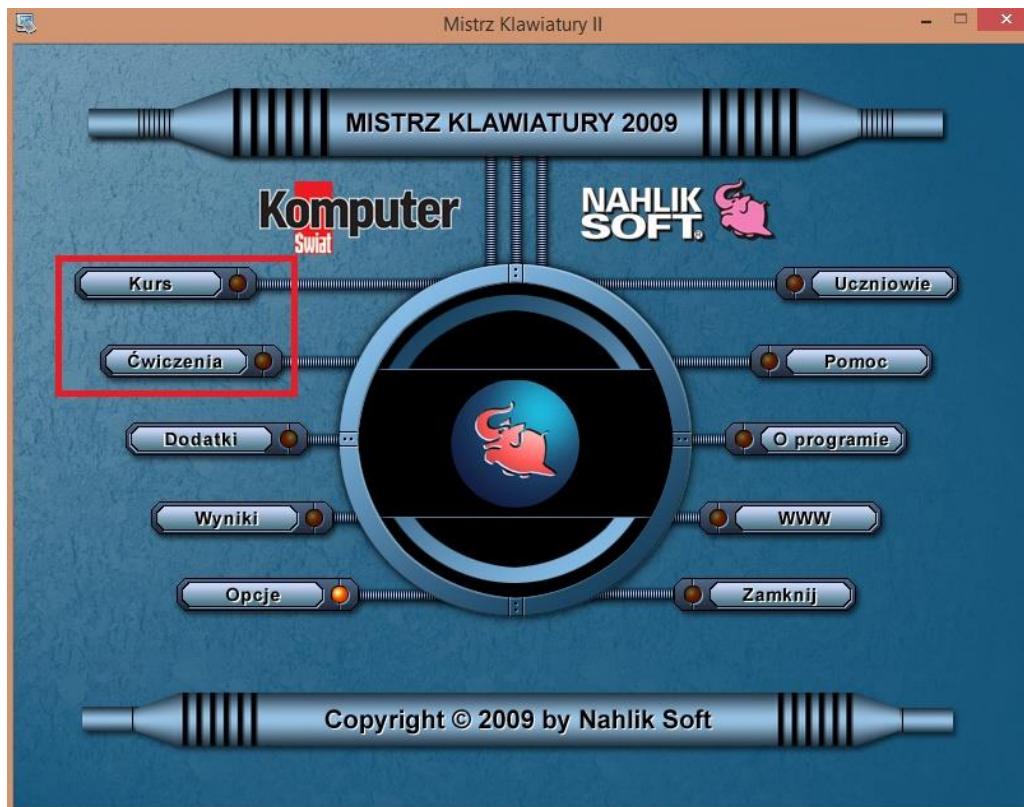 Mistrz Klawiatury II
MISTRZ KLAWIATURY 2009
Komputer
Świat
NAHLIK
SOFT.®
Kurs
Uczniowie
Ćwiczenia
Pomoc
Dodatki
O programie
Wyniki
WWW
Opcje
Zamknij
Copyright © 2009 by Nahlik Soft